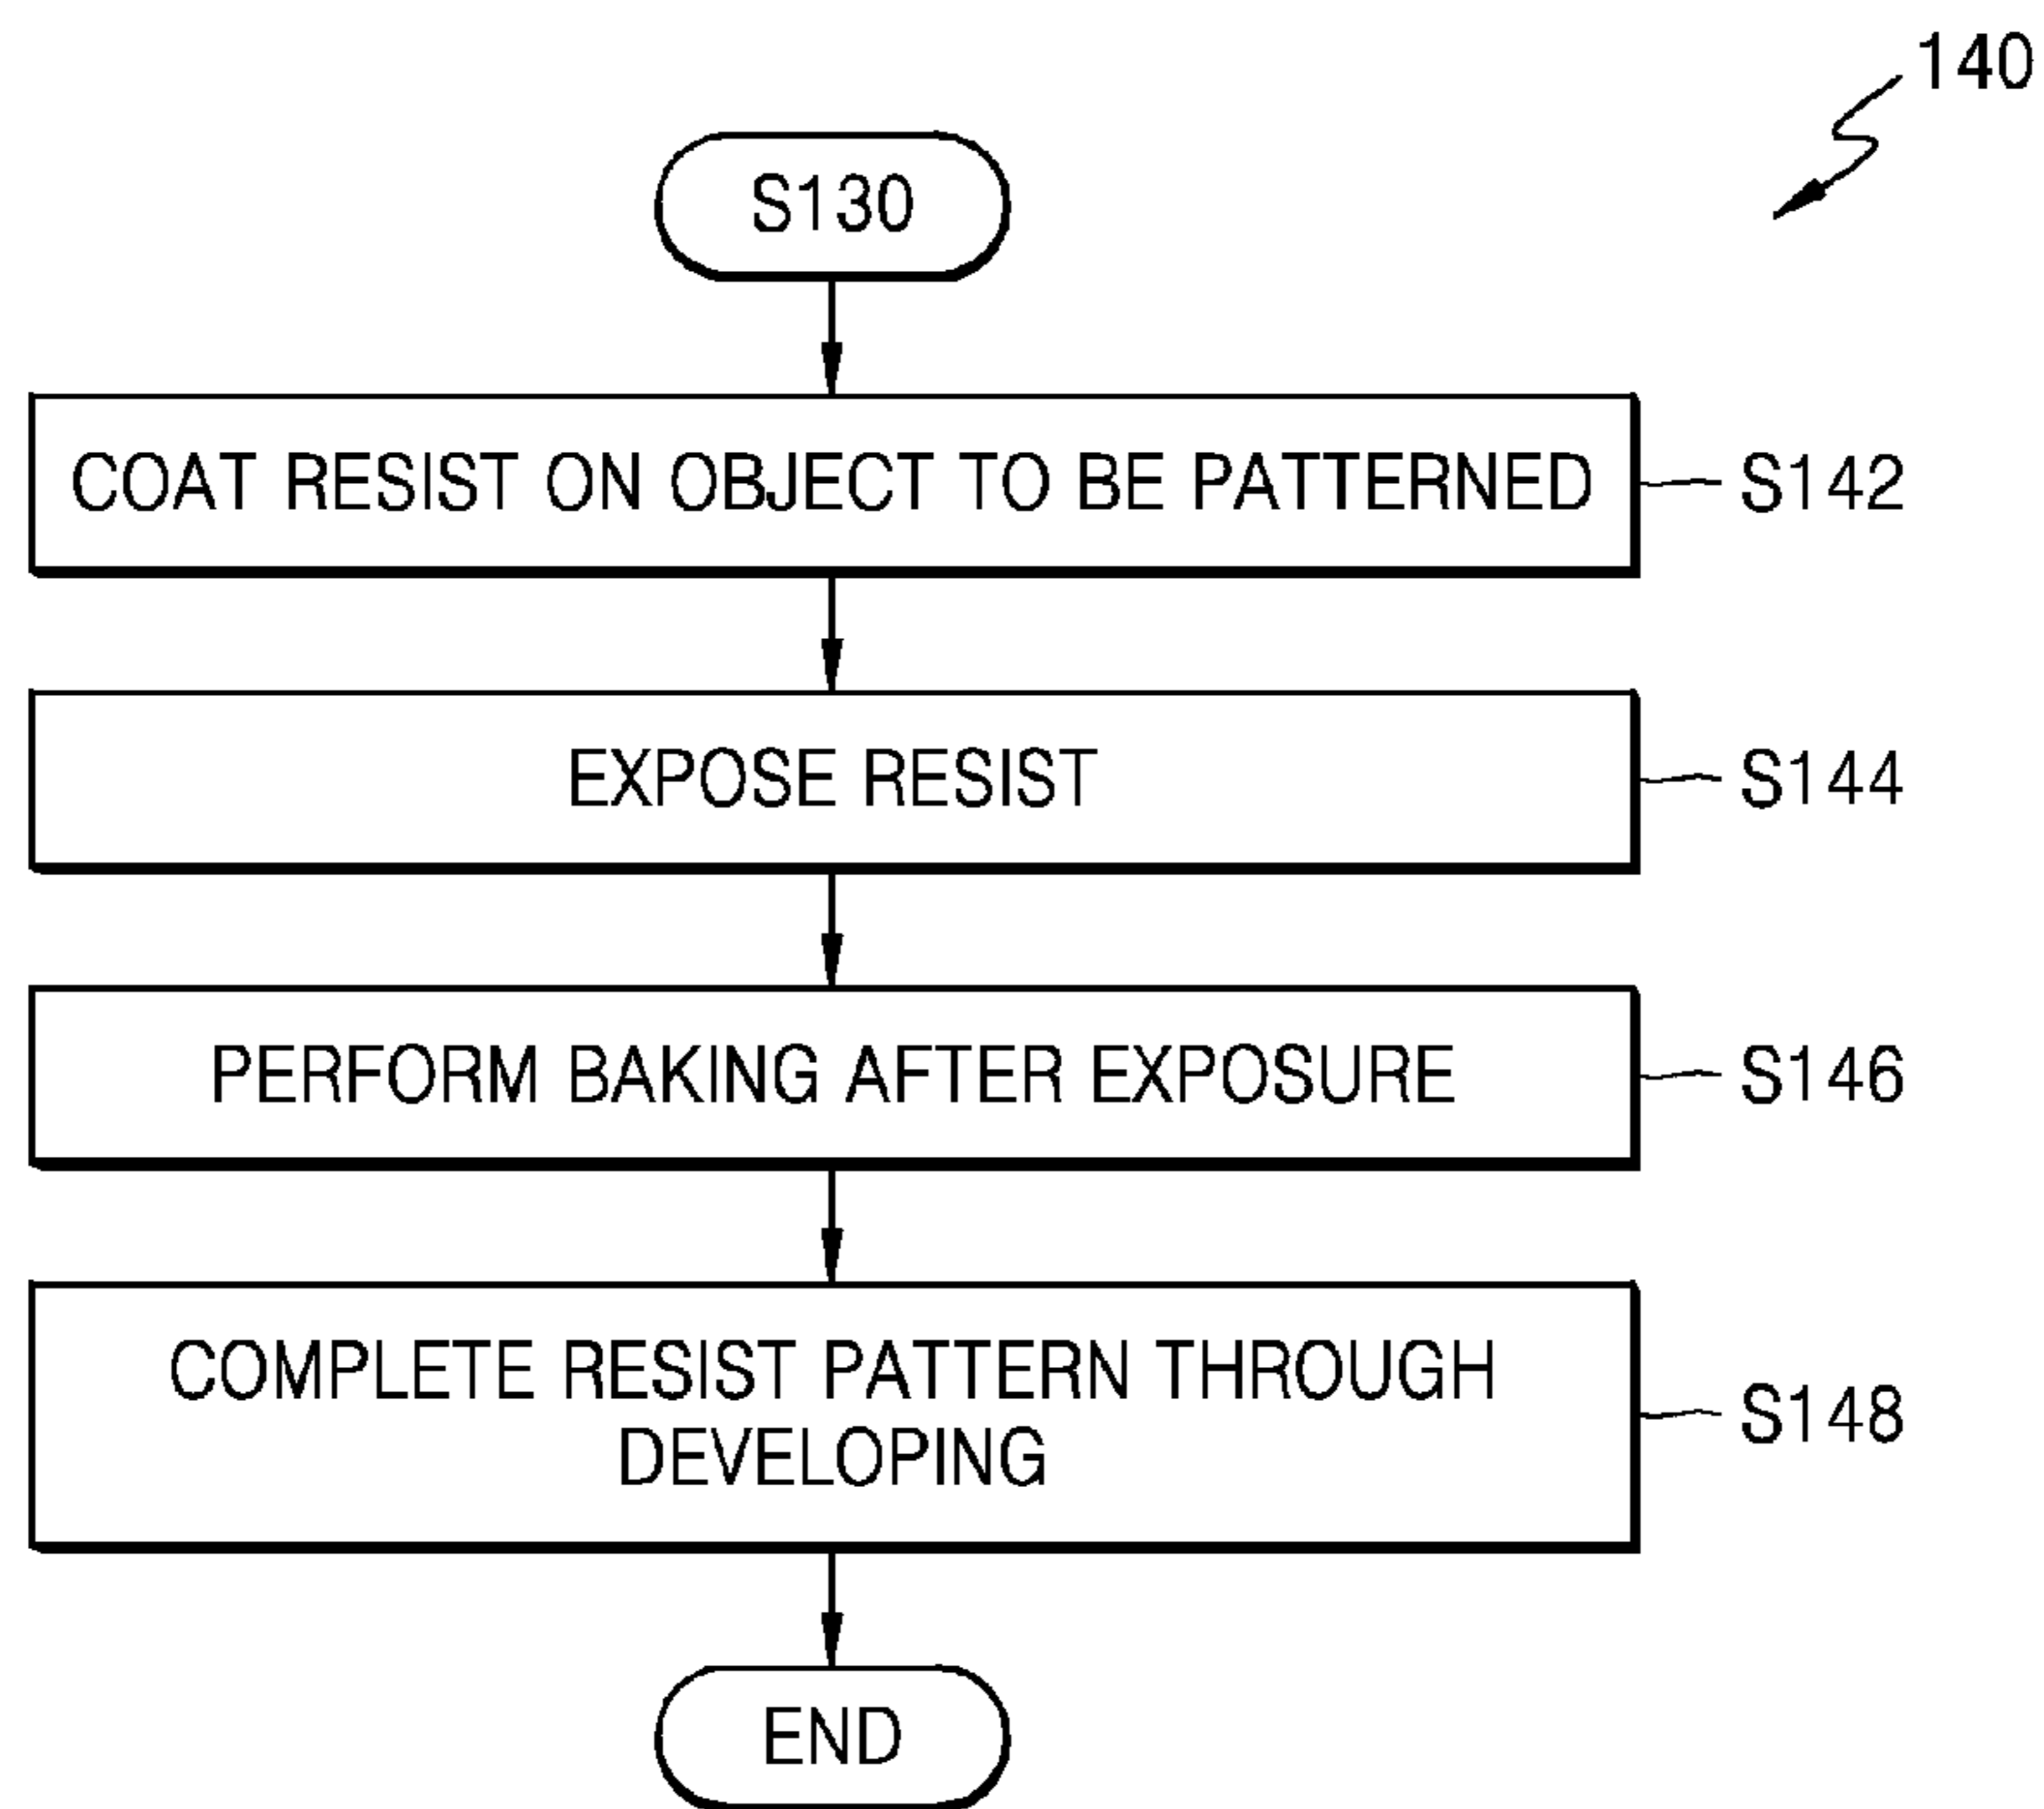 140
S130
COAT RESIST ON OBJECT TO BE PATTERNED
S142
EXPOSE RESIST
S144
PERFORM BAKING AFTER EXPOSURE
S146
COMPLETE RESIST PATTERN THROUGH
DEVELOPING
S148
END